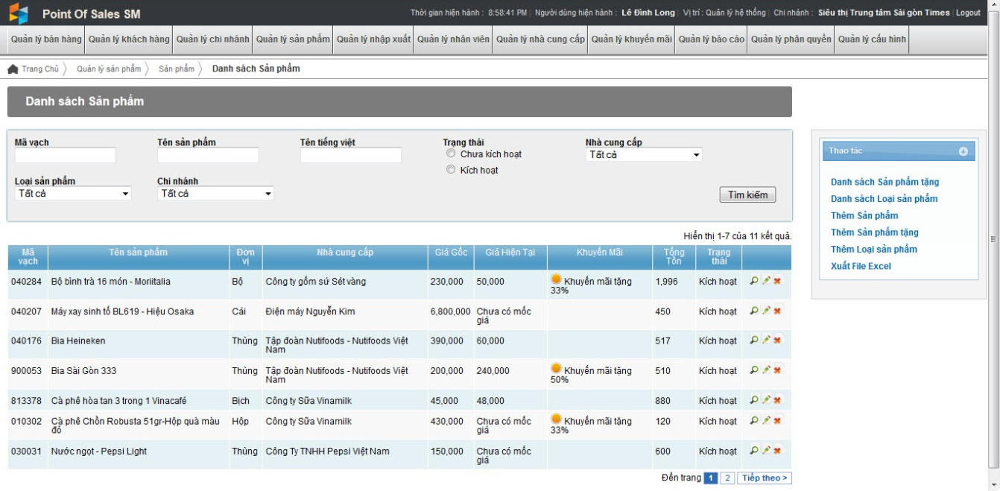 Point Of Sales SM
Thời gian hiện hành : 8:58:41 PM | Người dùng hiện hành : Lê Đình Long | Vị trí : Quản lý hệ thống | Chi nhánh : Siêu thị Trung tâm Sài gòn Times | Logout
Quản lý bán hàng Quản lý khách hàng Quản lý chi nhánh Quản lý sản phẩm Quản lý nhập xuất Quản lý nhân viên Quản lý nhà cung cấp Quản lý khuyến mãi Quản lý báo cáo Quản lý phân quyền Quản lý cấu hình
Trang Chủ Quản lý sản phẩm Sản phẩm Danh sách Sản phẩm
Danh sách Sản phẩm
Mã vạch Tên sản phẩm Tên tiếng việt Trạng thái Nhà cung cấp
Chưa kích hoạt Tất cả
Kích hoạt
Loại sản phẩm Chi nhánh
Tất cả Tất cả Tìm kiếm
Thao tác
Danh sách Sản phẩm tặng
Danh sách Loại sản phẩm
Thêm Sản phẩm
Thêm Sản phẩm tặng
Thêm Loại sản phẩm
Xuất File Excel
Hiển thị 1-7 của 11 kết quả.
Mã vạch Tên sản phẩm Đơn vị Nhà cung cấp Giá Gốc Giá Hiện Tại Khuyến Mãi Tổng Tồn Trạng thái
040284 Bộ bình trà 16 món - Moriitalia Bộ Công ty gốm sứ Sét vàng 230,000 50,000 Khuyến mãi tặng 33% 1,996 Kích hoạt
040207 Máy xay sinh tố BL619 - Hiệu Osaka Cái Điện máy Nguyễn Kim 6,800,000 Chưa có mốc giá 450 Kích hoạt
040176 Bia Heineken Thùng Tập đoàn Nutifoods - Nutifoods Việt Nam 390,000 60,000 517 Kích hoạt
900053 Bia Sài Gòn 333 Thùng Tập đoàn Nutifoods - Nutifoods Việt Nam 200,000 240,000 Khuyến mãi tặng 50% 510 Kích hoạt
813378 Cà phê hòa tan 3 trong 1 Vinacafé Bịch Công ty Sữa Vinamilk 45,000 48,000 880 Kích hoạt
010302 Cà phê Chồn Robusta 51gr-Hộp quà màu đỏ Hộp Công ty Sữa Vinamilk 430,000 Chưa có mốc giá Khuyến mãi tặng 33% 120 Kích hoạt
030031 Nước ngọt - Pepsi Light Thùng Công Ty TNHH Pepsi Việt Nam 150,000 Chưa có mốc giá 600 Kích hoạt
Đến trang 1 2 Tiếp theo >